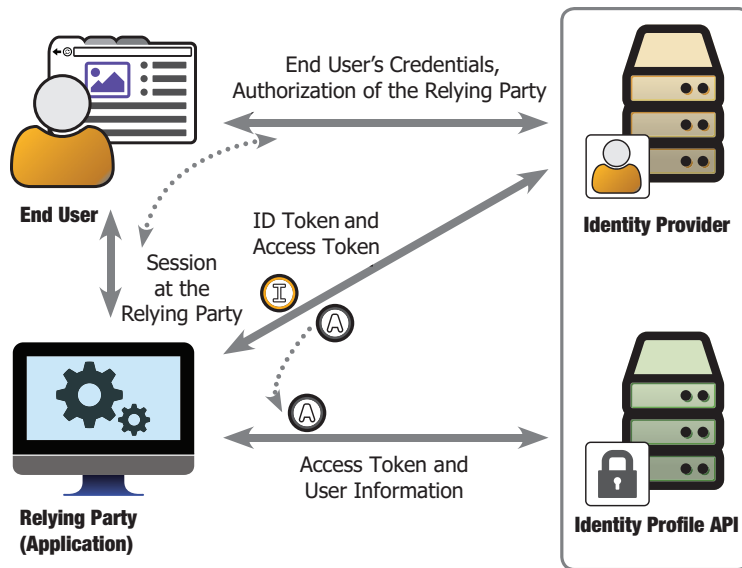 End User's Credentials,
Authorization of the Relying Party
End User
Identity Provider
ID Token and
Access Token
Session
at the
Relying Party
I
A
A
Access Token and
User Information
Relying Party
(Application)
Identity Profile API